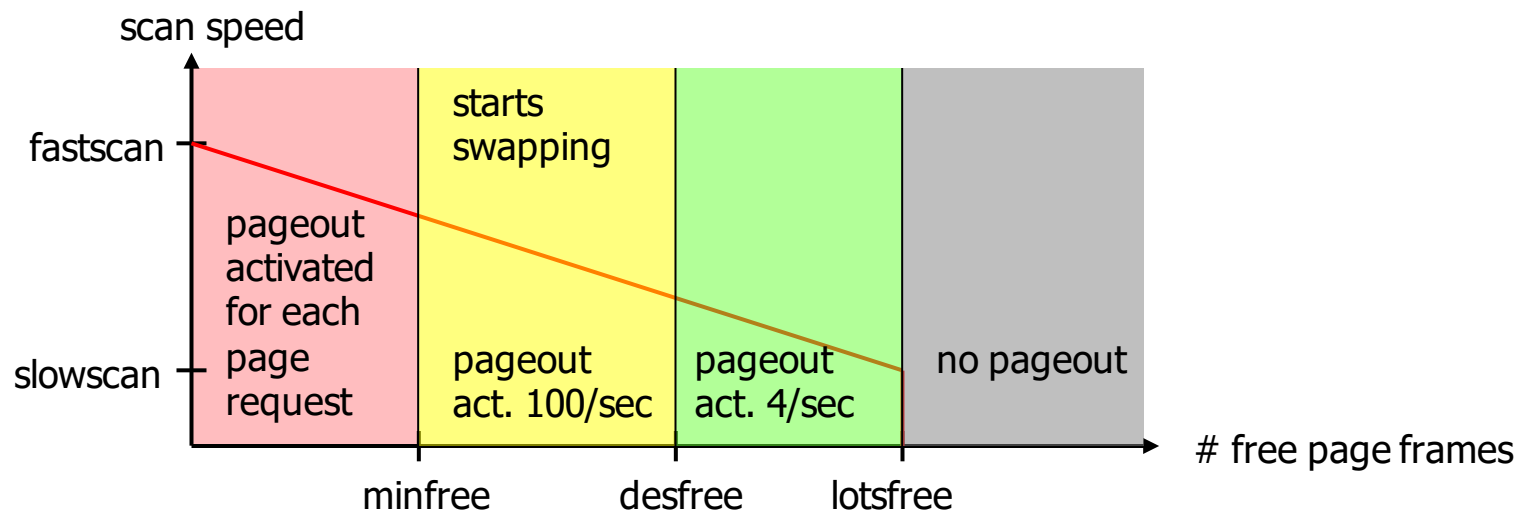 scan speed
fastscan
slowscan
pageout
activated
for each
page
request
starts
swapping
pageout
act. 100/sec
pageout
act. 4/sec
no pageout
# free page frames
minfree
desfree
lotsfree